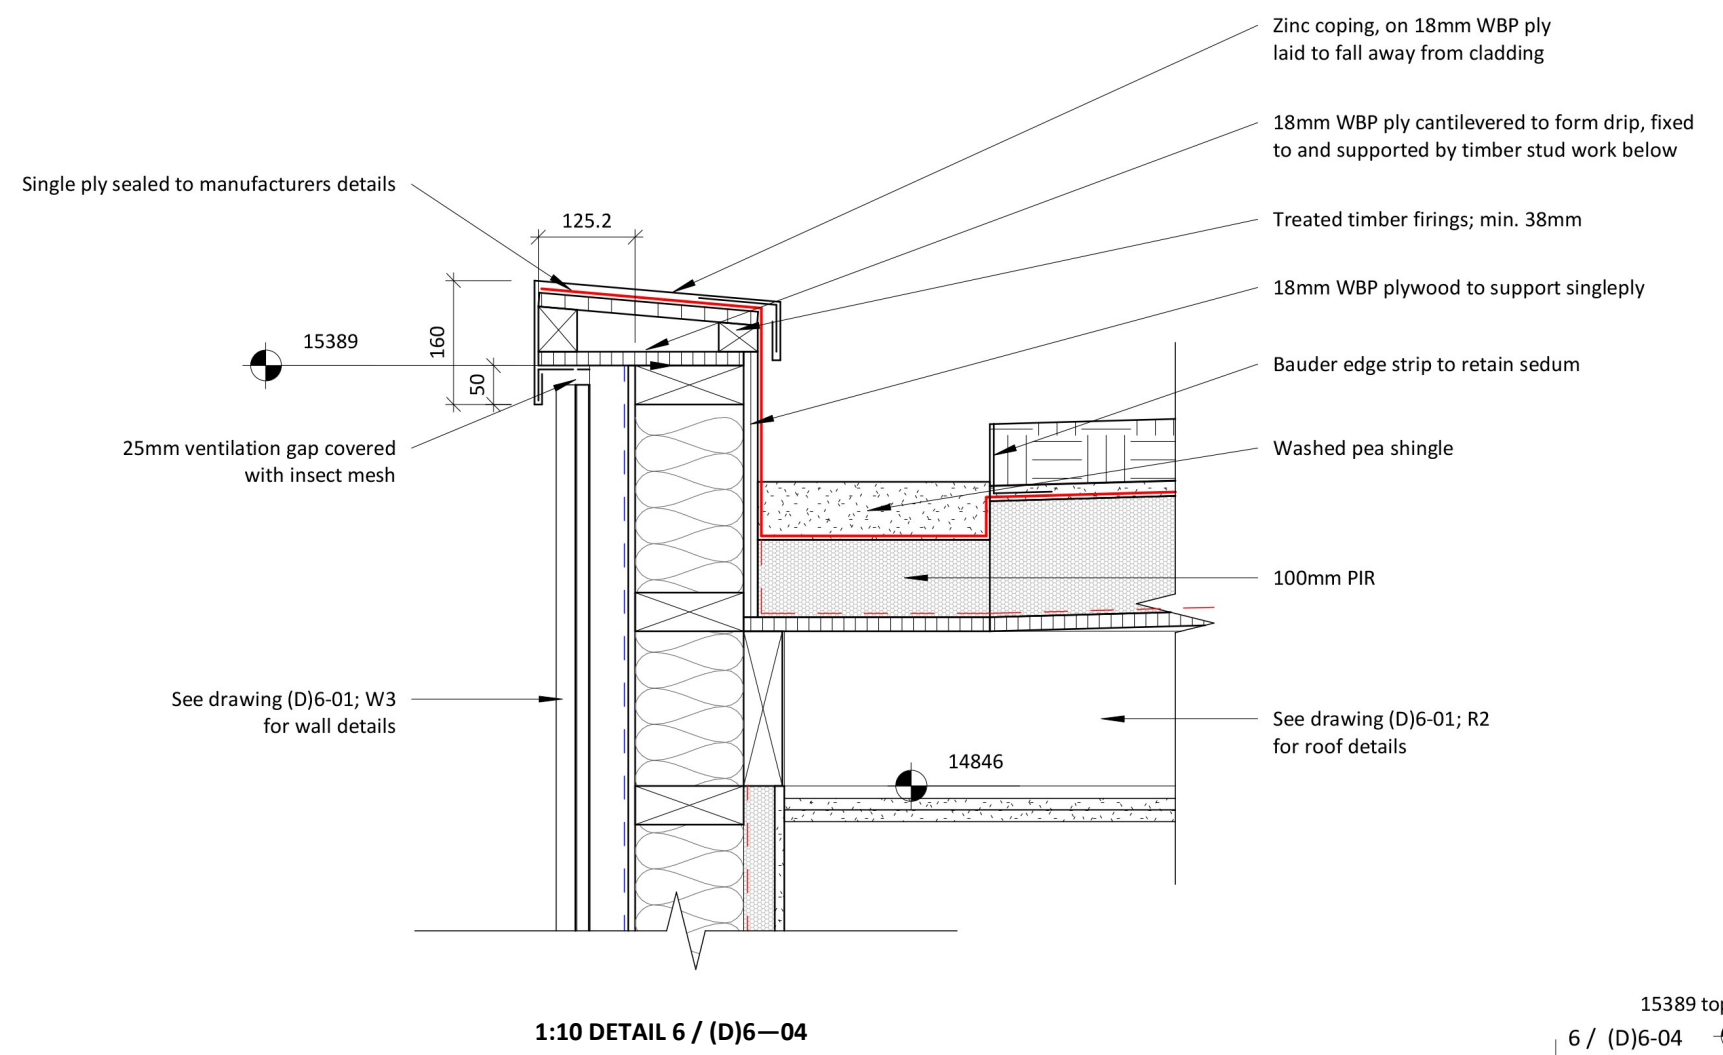 Zinc coping, on 18mm WBP ply
laid to fall away from cladding
18mm WBP ply cantilevered to form drip, fixed
to and supported by timber stud work below
Single ply sealed to manufacturers details
125.2
Treated timber firings; min. 38mm
18mm WBP plywood to support singleply
15389
160
50
Bauder edge strip to retain sedum
25mm ventilation gap covered
with insect mesh
Washed pea shingle
100mm PIR
See drawing (D)6-01; W3
for wall details
See drawing (D)6-01; R2
for roof details
14846
1:10 DETAIL 6 / (D)6—04
15389 top
6 / (D)6-04